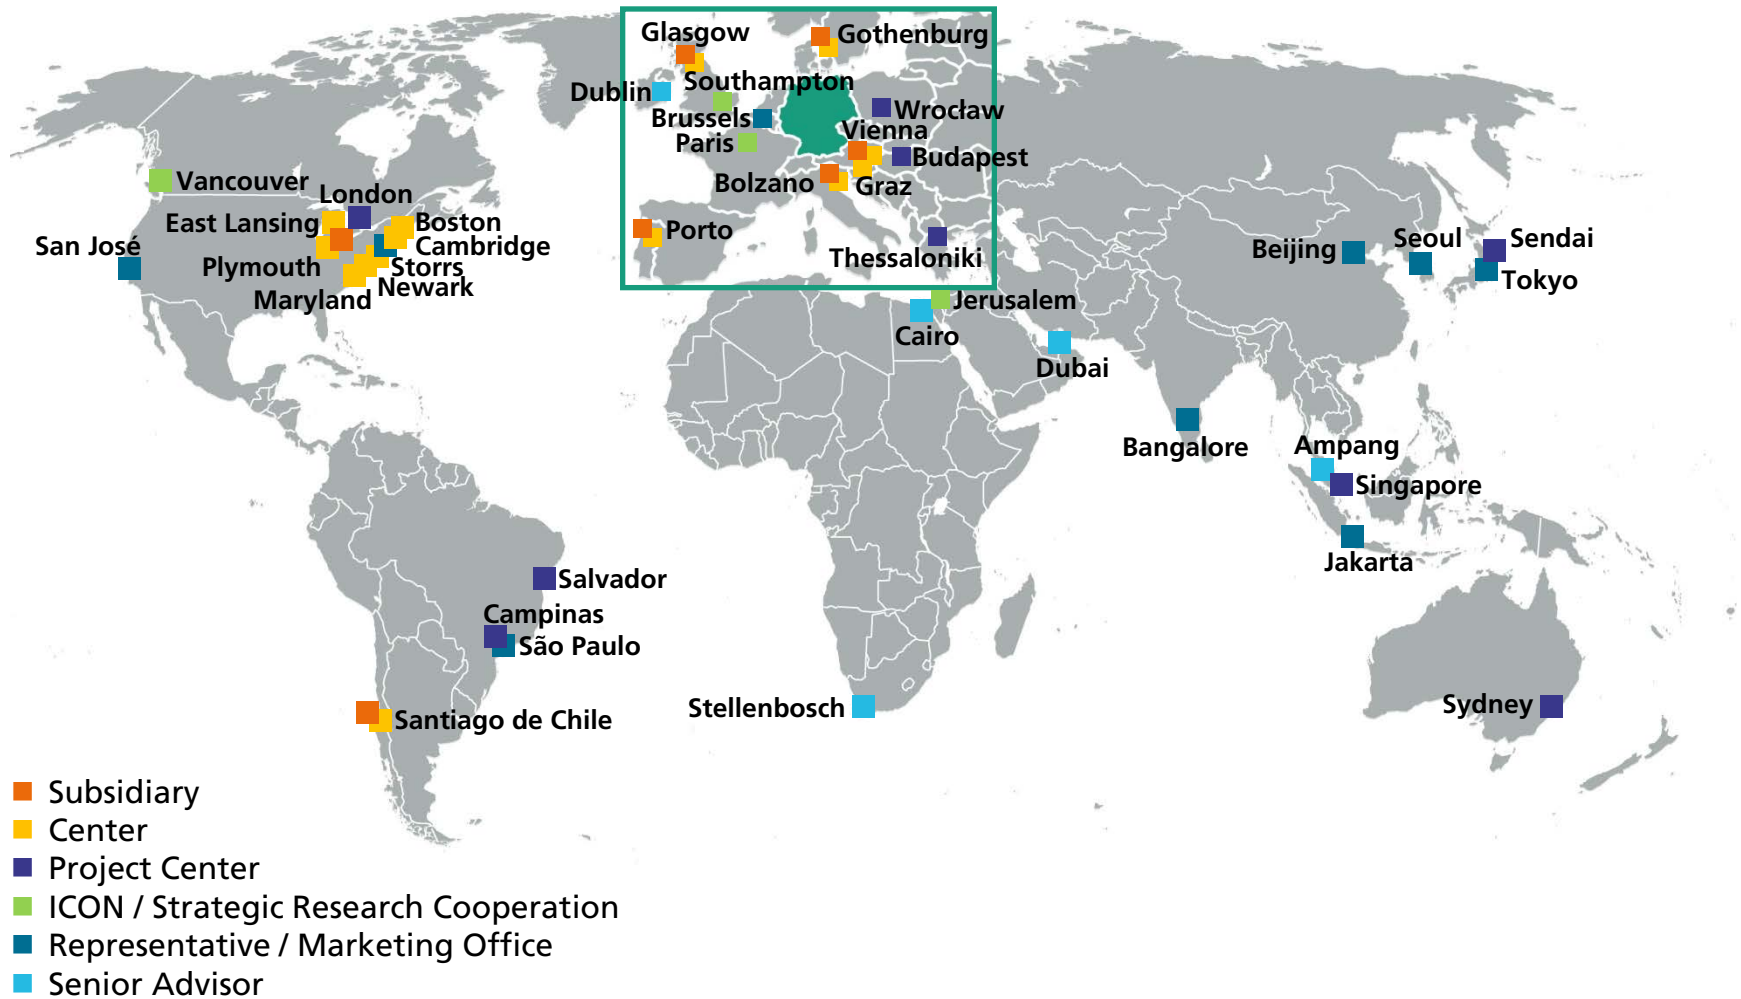 Glasgow
Gothenburg
Southampton
Dublin
Brussels
Wrocław
Vienna
Paris
Budapest
Bolzano
Graz
Porto
Thessaloniki
Vancouver
London
East Lansing
Boston
San José
Cambridge
Plymouth
Storrs
Newark
Maryland
Beijing
Seoul
Sendai
Tokyo
Jerusalem
Cairo
Dubai
Bangalore
Ampang
Singapore
Jakarta
Salvador
Campinas
São Paulo
Santiago de Chile
Stellenbosch
Sydney
Subsidiary
Center
Project Center
ICON / Strategic Research Cooperation
Representative / Marketing Office
Senior Advisor